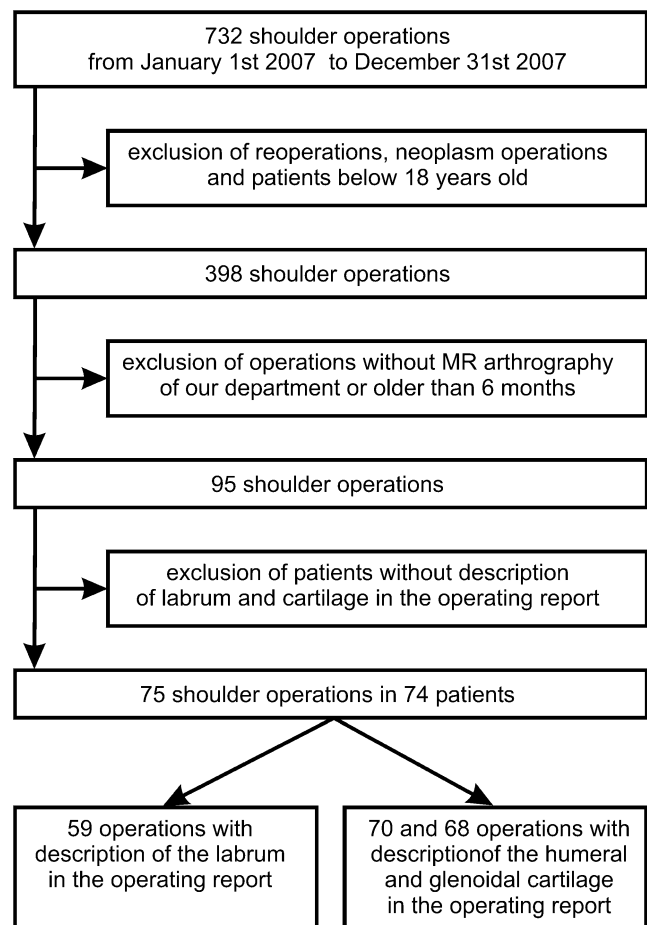 732 shoulder operations
from January 1st 2007 to December 31st 2007
exclusion of reoperations, neoplasm operations
and patients below 18 years old
398 shoulder operations
exclusion of operations without MR arthrography
of our department or older than 6 months
95 shoulder operations
exclusion of patients without description
of labrum and cartilage in the operating report
75 shoulder operations in 74 patients
59 operations with
description of the labrum
in the operating report
70 and 68 operations with
descriptionof the humeral
and glenoidal cartilage
in the operating report